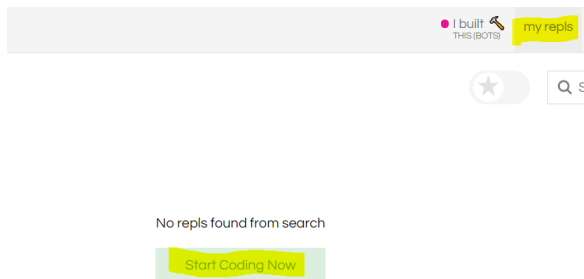 I built 🔨
THIS (BOTS)
my repls
S
No repls found from search
Start Coding Now